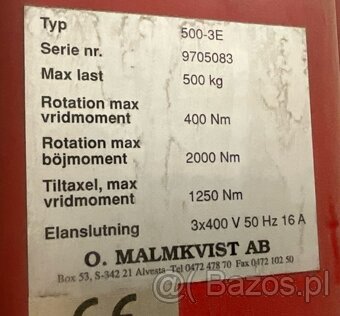 Typ 500-3E
Serie nr. 9705083
Max last 500 kg
Rotation max
vridmoment 400 Nm
Rotation max
böjmoment 2000 Nm
Tiltaxel, max
vridmoment 1250 Nm
Elanslutning 3x400 V 50 Hz 16 A
O. MALMKVIST AB
Box 53, S-342 21 Alvesta Tel 0472 478 70 Fax 0472 102 50
CE
@( Bazos.pl